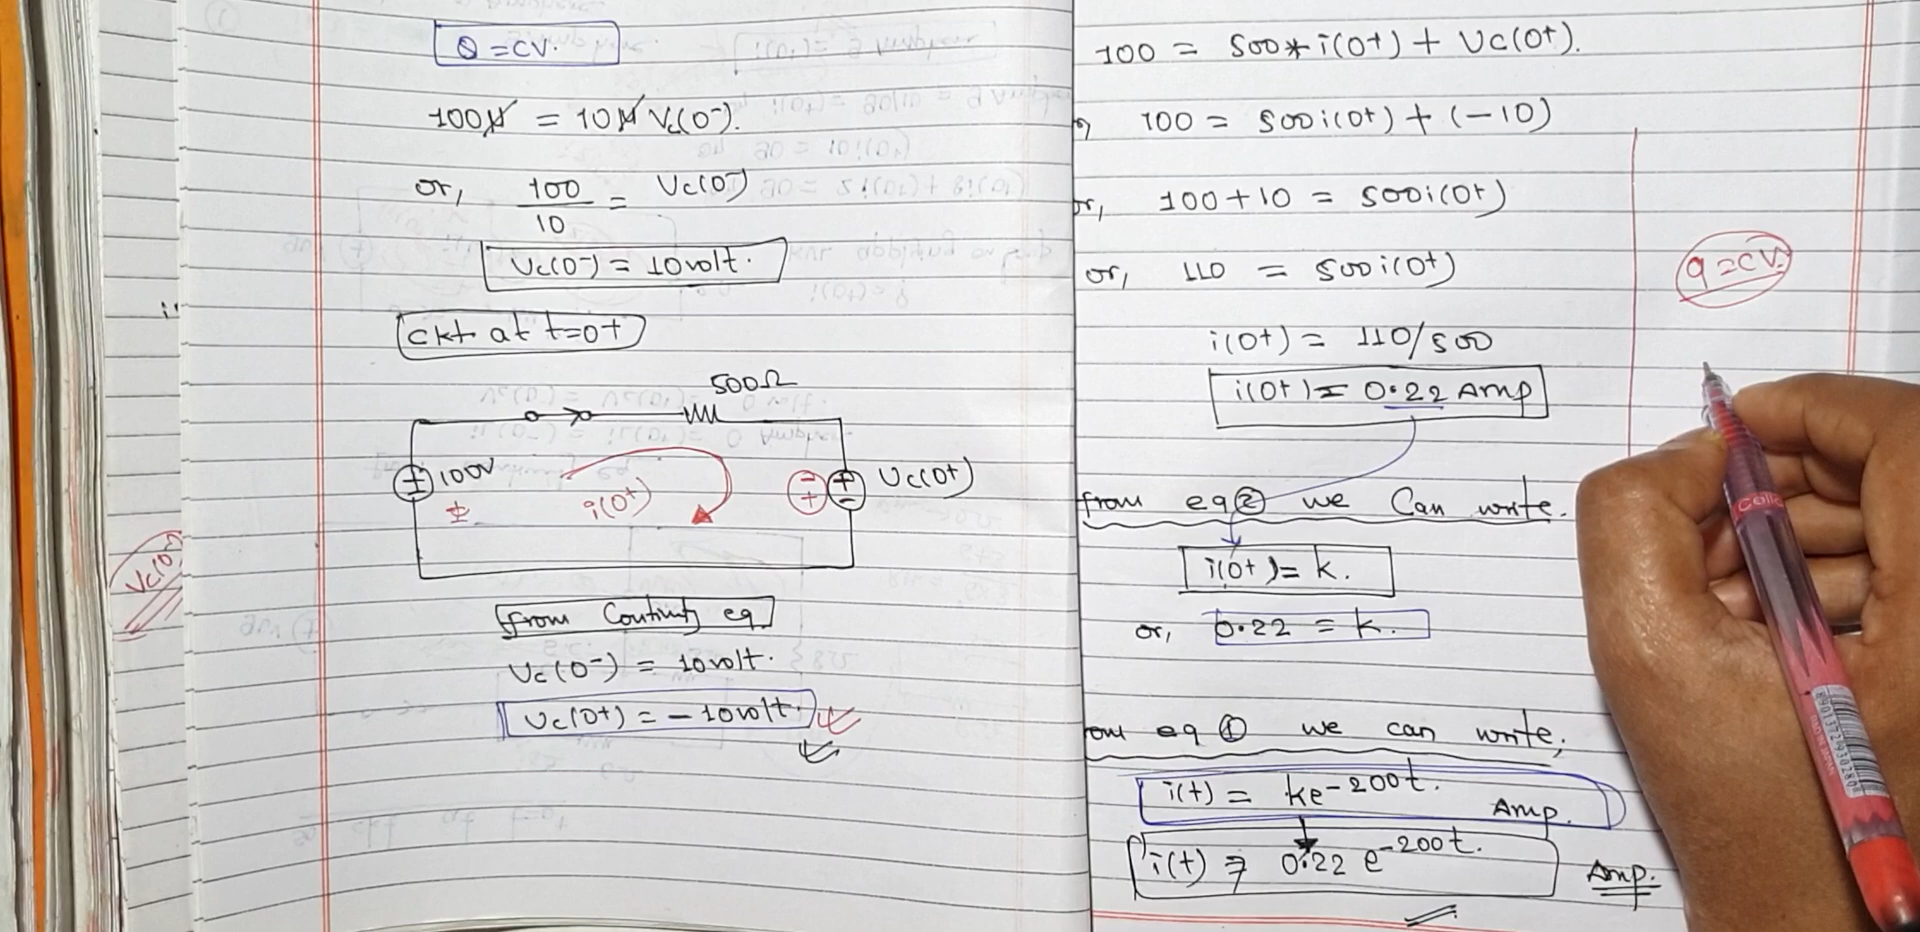 Q = CV.
100μ = 10μ Vc(0-).
or, 100/10 = Vc(0-)
Vc(0-) = 10 volt.
ckt at t=0+
500Ω
100V
i(0+)
Vc(0+)
from Continuity eq.
Vc(0-) = 10 volt.
Vc(0+) = -10 volt.
100 = 500 * i(0+) + Vc(0+).
100 = 500 i(0+) + (-10)
or, 100 + 10 = 500 i(0+)
or, 110 = 500 i(0+)
q = CV.
i(0+) = 110/500
i(0+) = 0.22 Amp
from eq ② we Can write.
i(0+) = k.
or, 0.22 = k.
eq ① we can write,
i(t) = ke-200t. Amp.
i(t) = 0.22 e-200t. Amp.